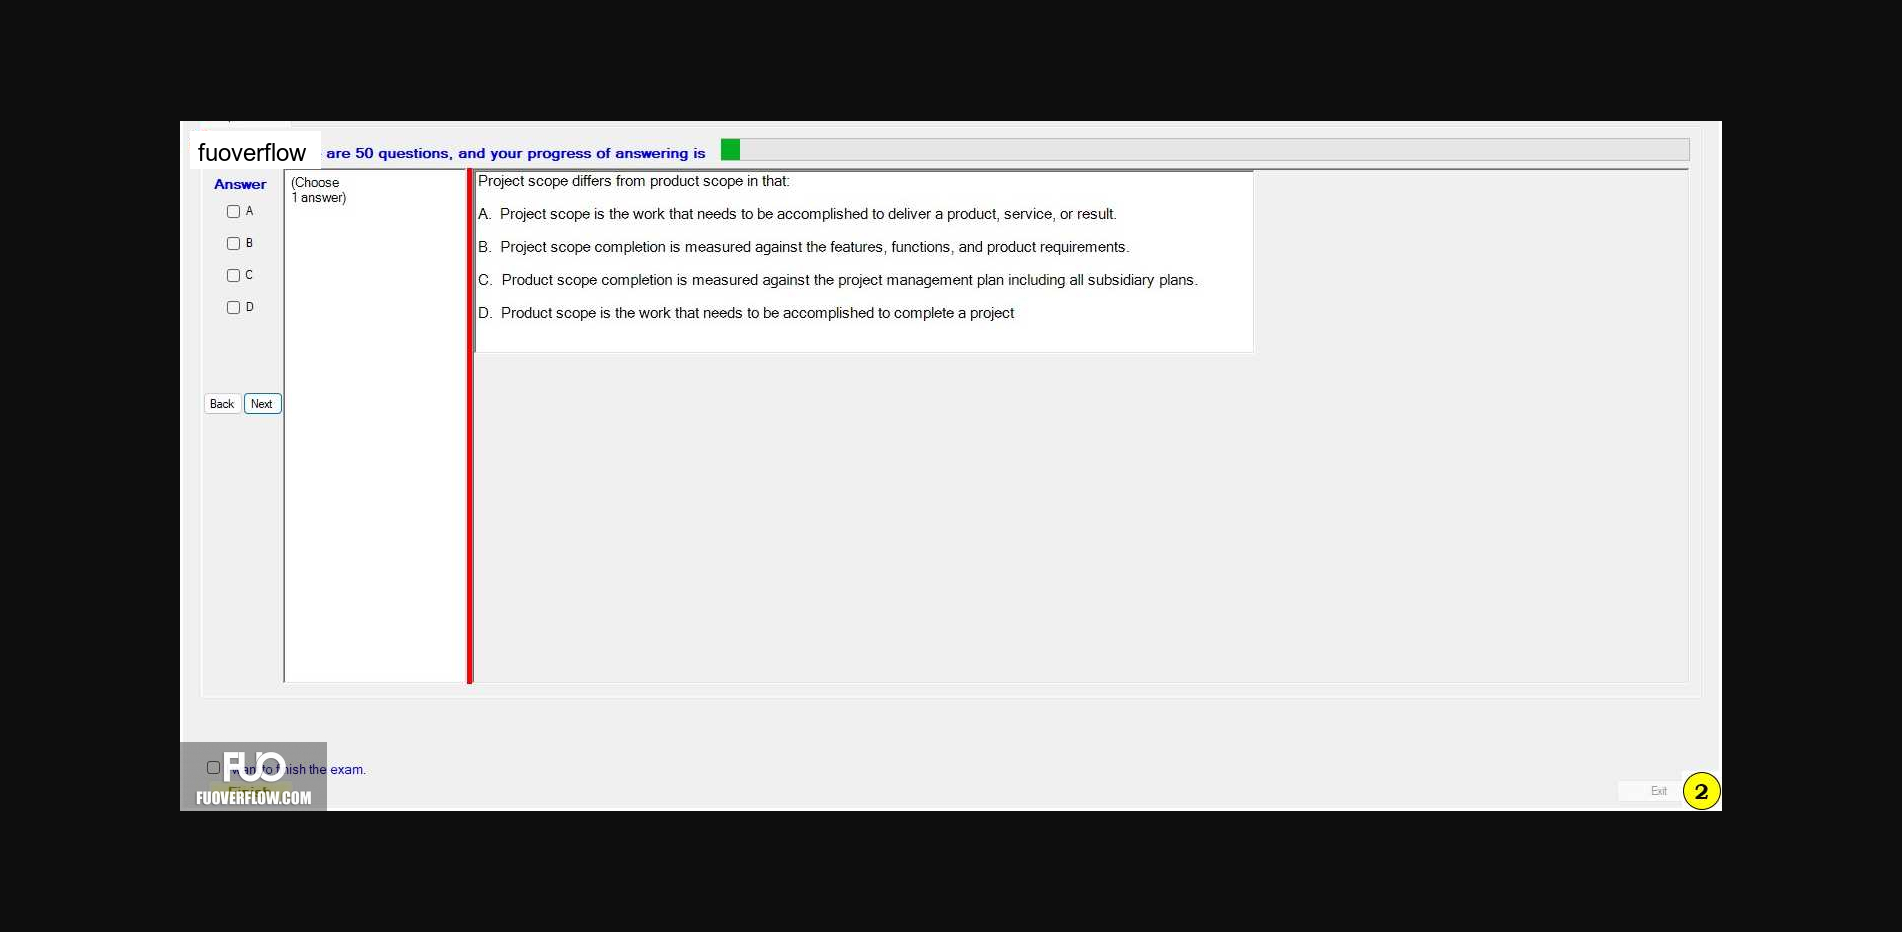 fuoverflow are 50 questions, and your progress of answering is
Answer
(Choose
1 answer)
A
B
C
D
Back Next
Project scope differs from product scope in that:
A. Project scope is the work that needs to be accomplished to deliver a product, service, or result.
B. Project scope completion is measured against the features, functions, and product requirements.
C. Product scope completion is measured against the project management plan including all subsidiary plans.
D. Product scope is the work that needs to be accomplished to complete a project
FUO
to finish the exam.
Finish
FUOVERFLOW.COM
Exit
2